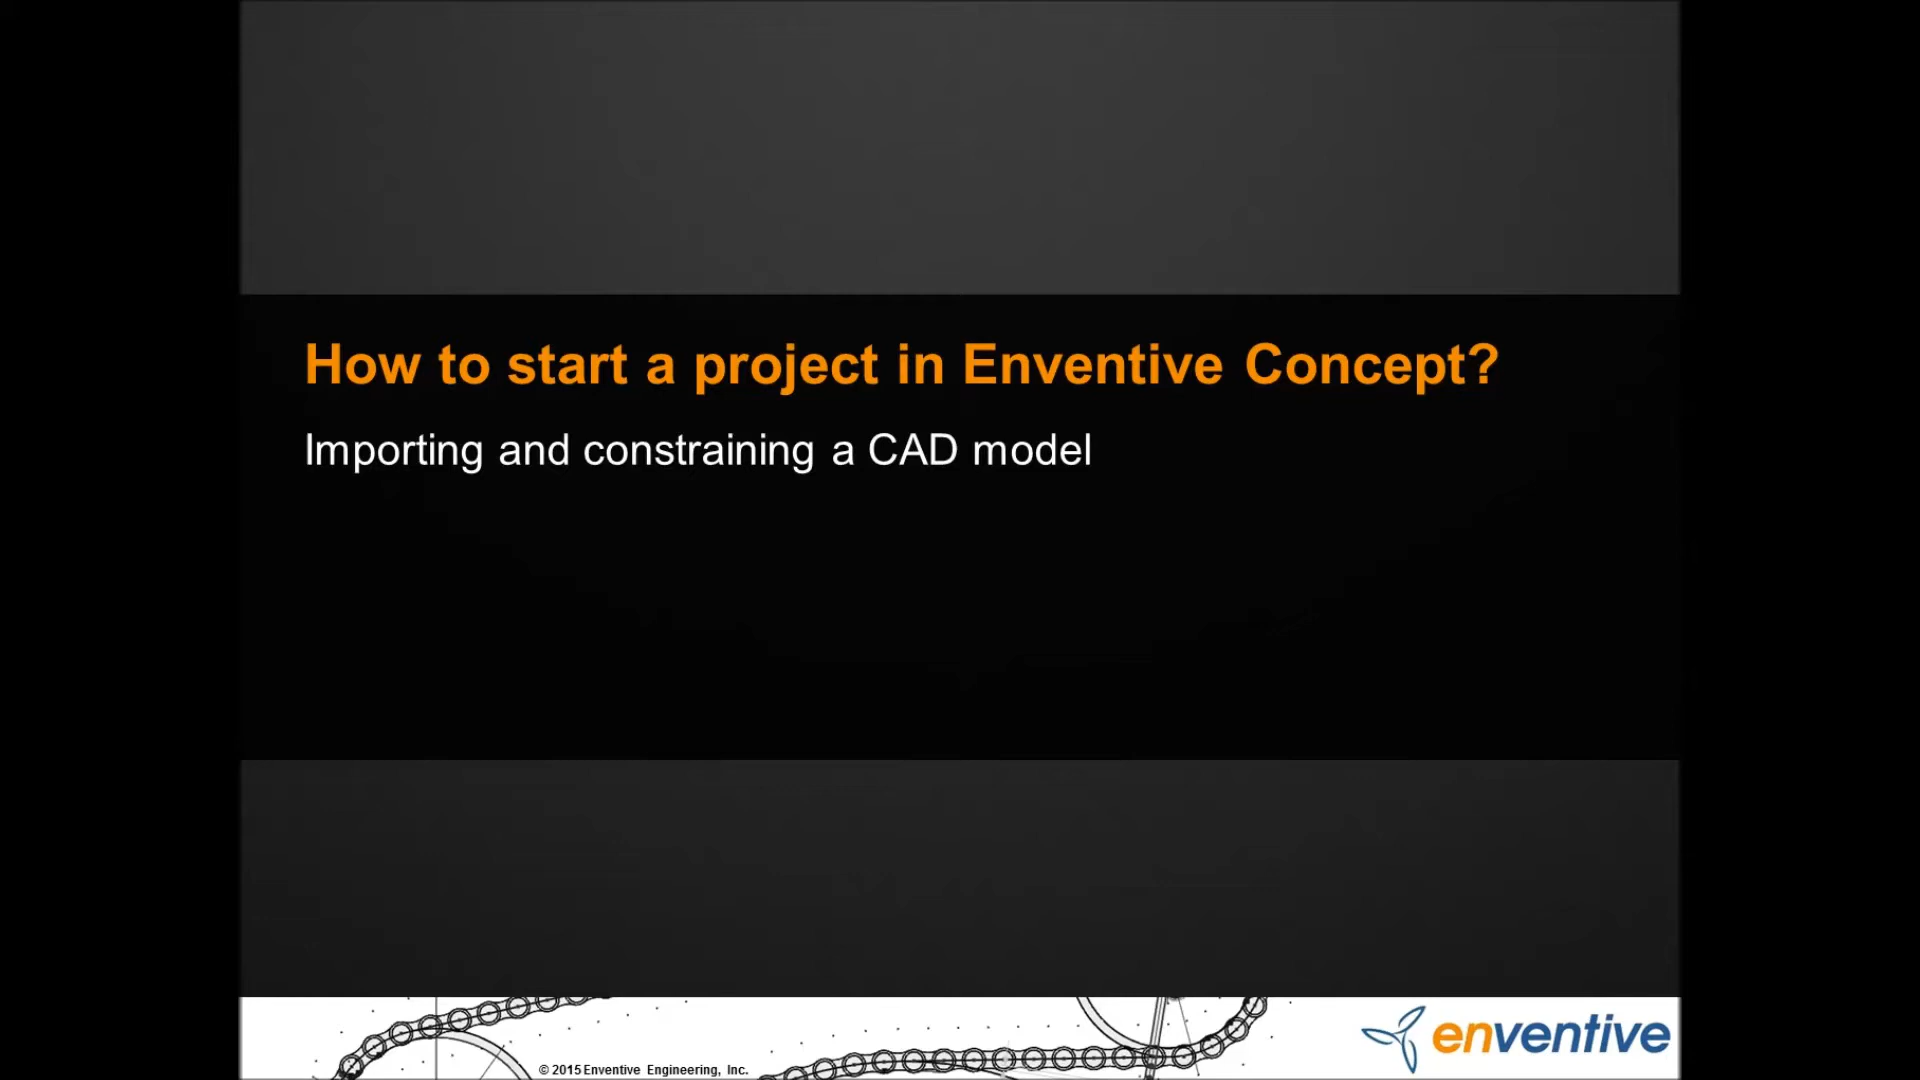 How to start a project in Enventive Concept?
Importing and constraining a CAD model
© 2015 Enventive Engineering, Inc.
enventive